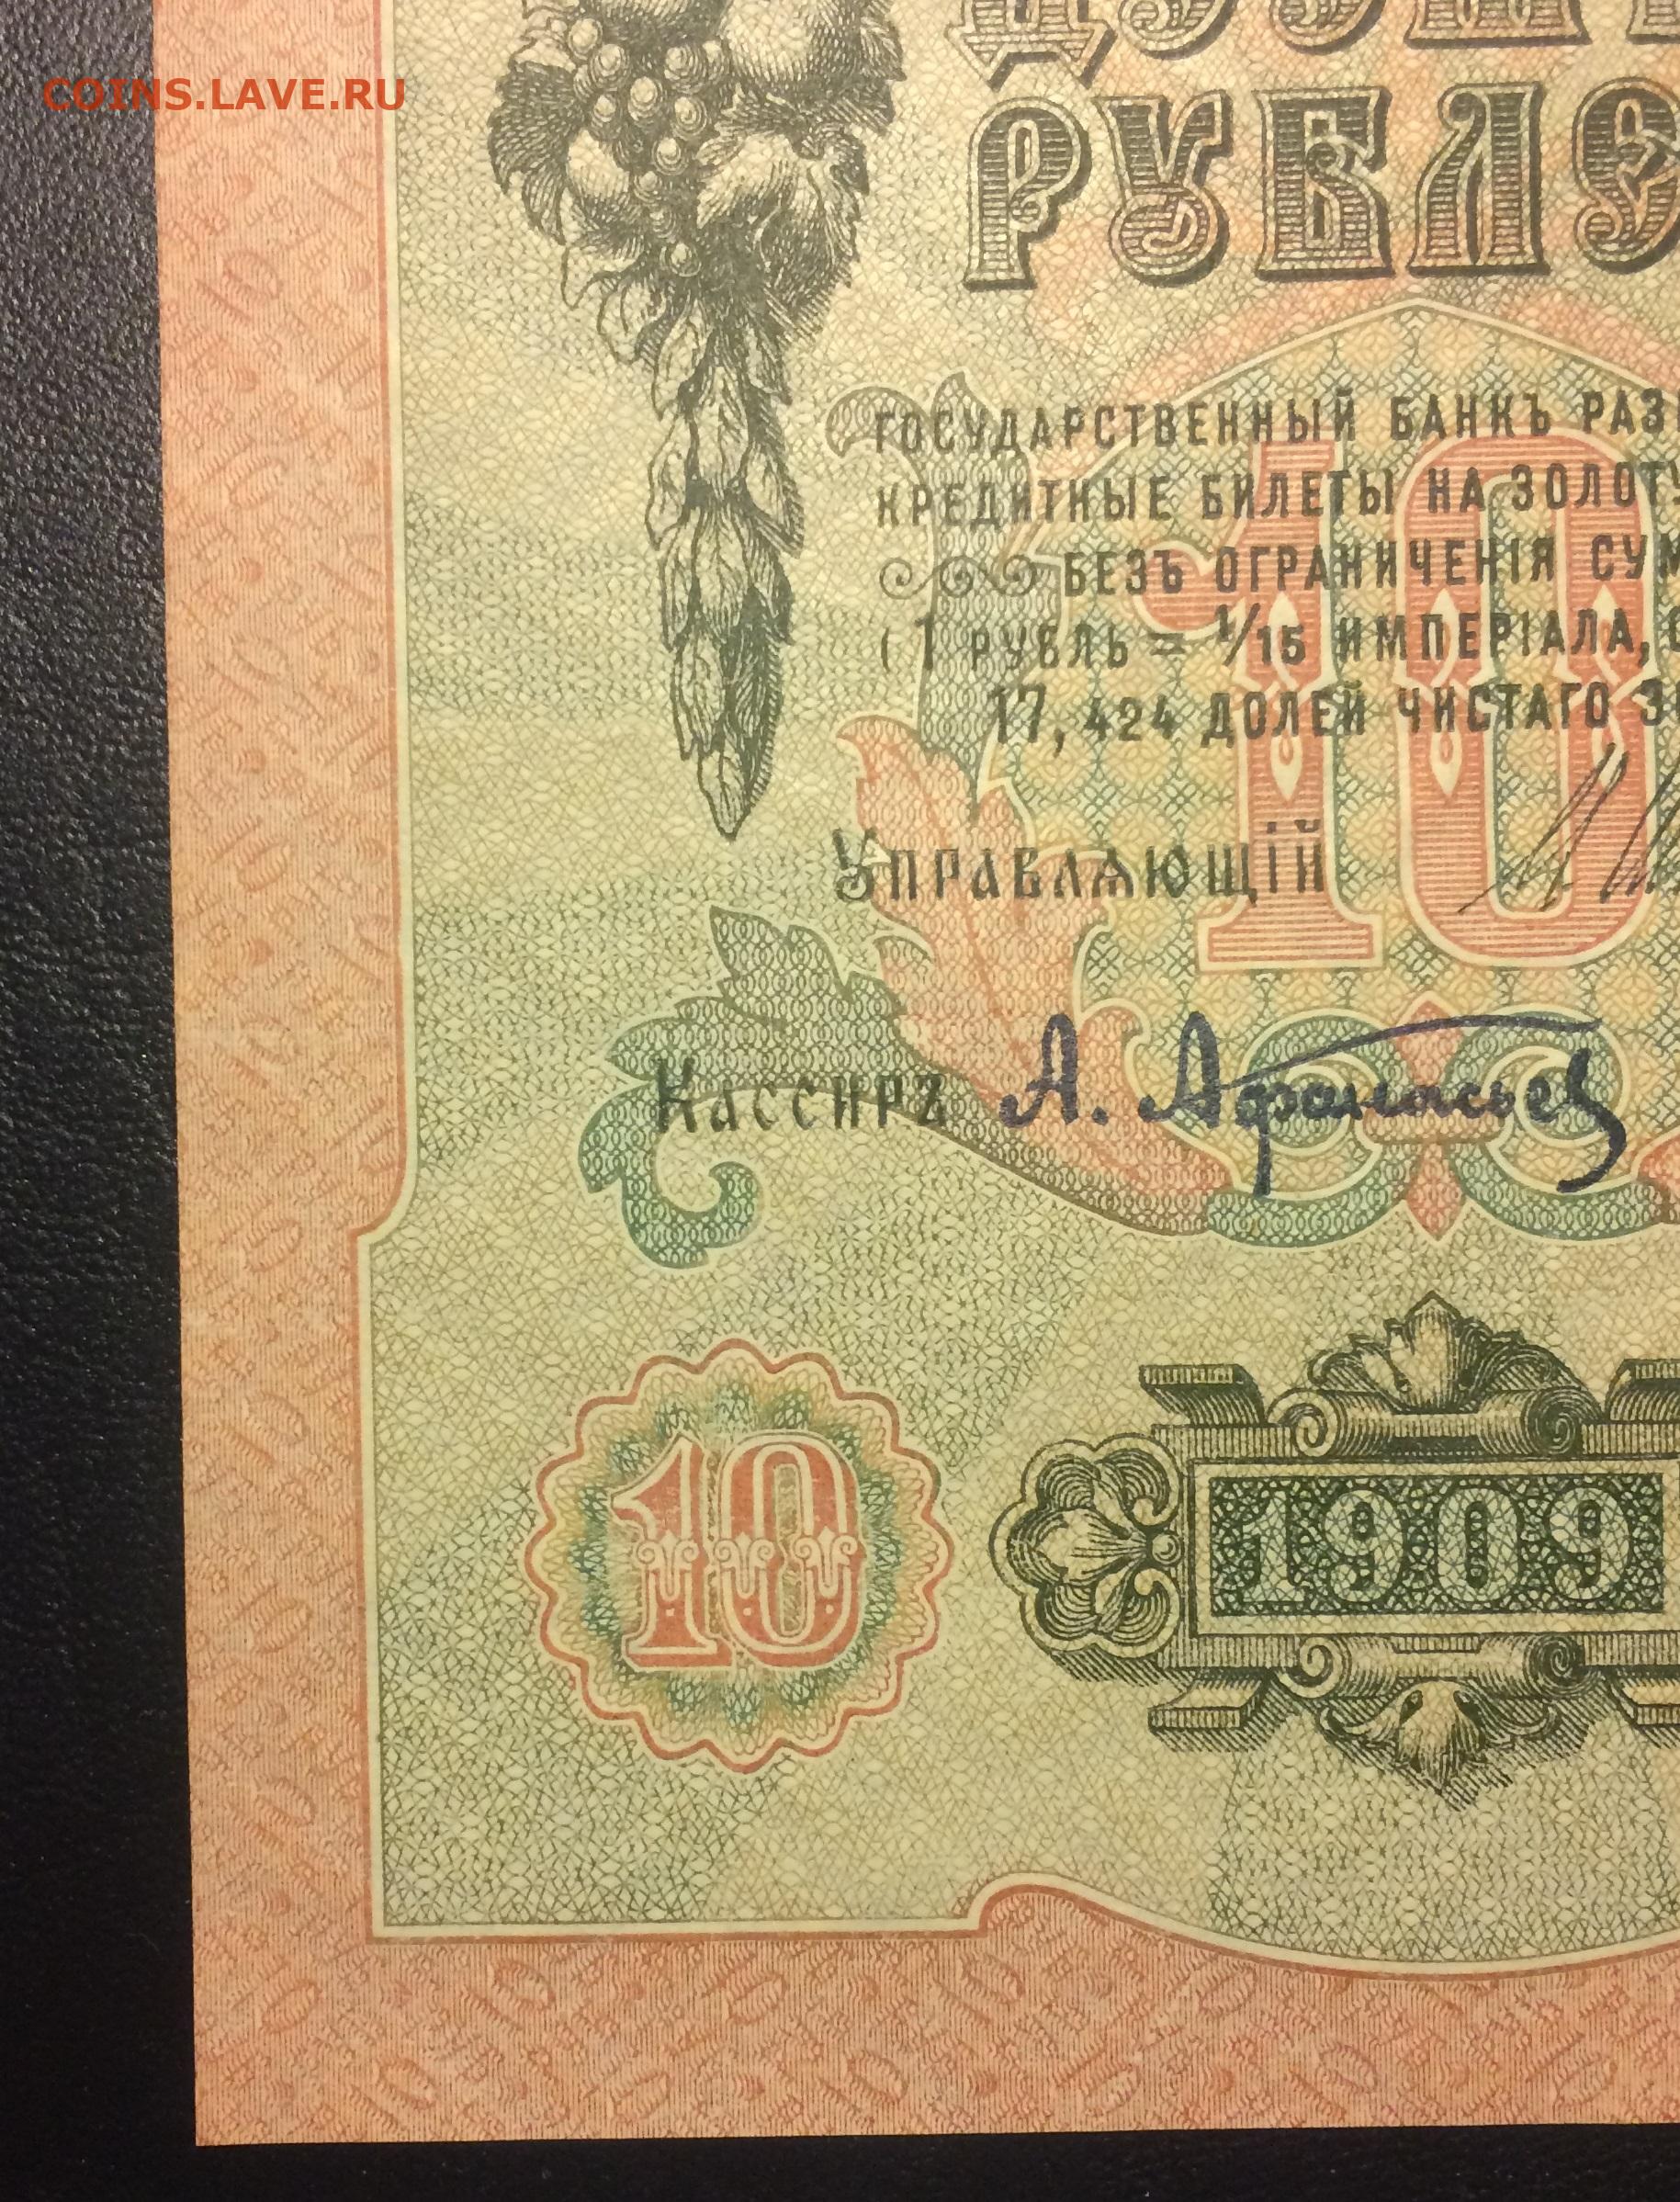 COINS.LAVE.RU
РУБЛЕ
ГОСУДАРСТВЕННЫЙ БАНКЪ РАЗ
КРЕДИТНЫЕ БИЛЕТЫ НА ЗОЛОТ
БЕЗЪ ОГРАНИЧЕНІЯ СУМ
(1 РУБЛЬ = 1/15 ИМПЕРІАЛА,
17,424 ДОЛЕЙ ЧИСТАГО З
10
УПРАВЛЯЮЩІЙ
Кассиръ А. Афанасьев
10
1909